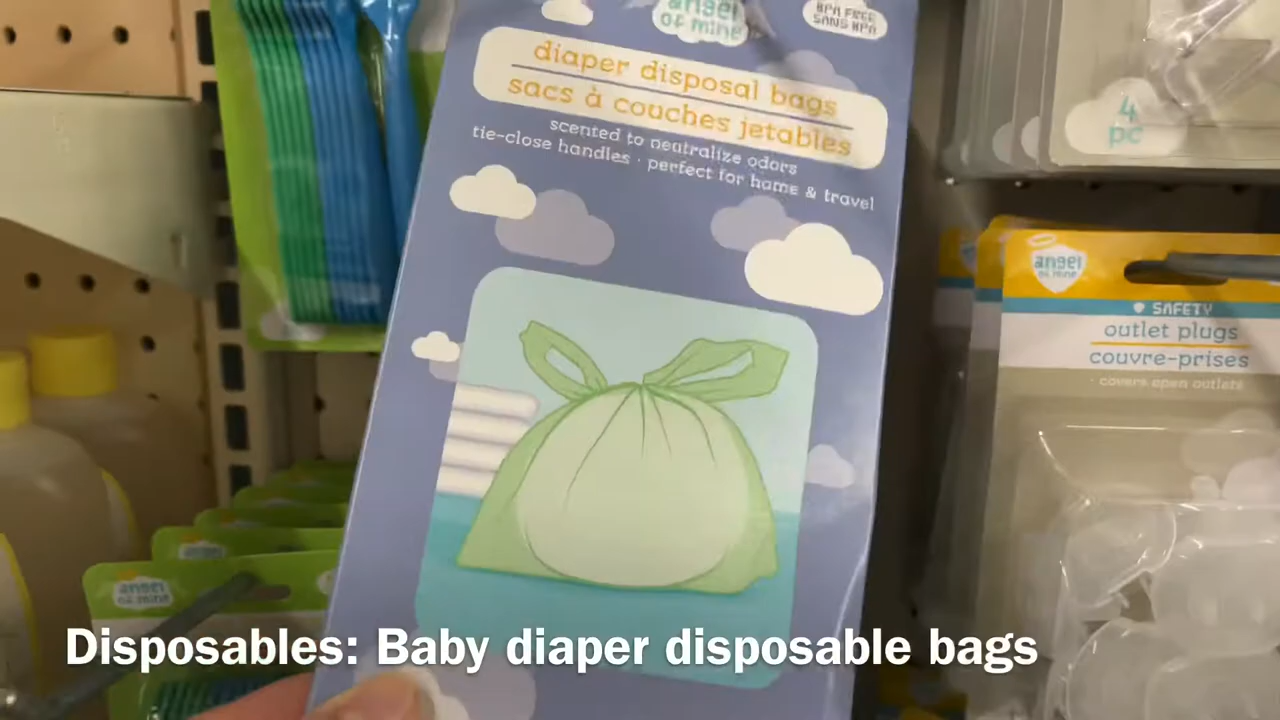 angel
of mine
BPA FREE
SANS BPA
diaper disposal bags
sacs à couches jetables
scented to neutralize odors
tie-close handles · perfect for home & travel
4
pc
angel
of mine
SAFETY
outlet plugs
couvre-prises
· covers open outlets
angel
of mine
Disposables: Baby diaper disposable bags